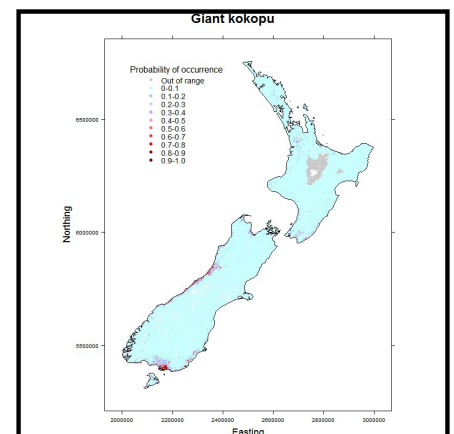 Giant kokopu
Probability of occurrence
Out of range
0-0.1
0.1-0.2
0.2-0.3
0.3-0.4
0.4-0.5
0.5-0.6
0.6-0.7
0.7-0.8
0.8-0.9
0.9-1.0
Northing
6500000
6000000
5500000
2000000 2200000 2400000 2600000 2800000 3000000
Easting